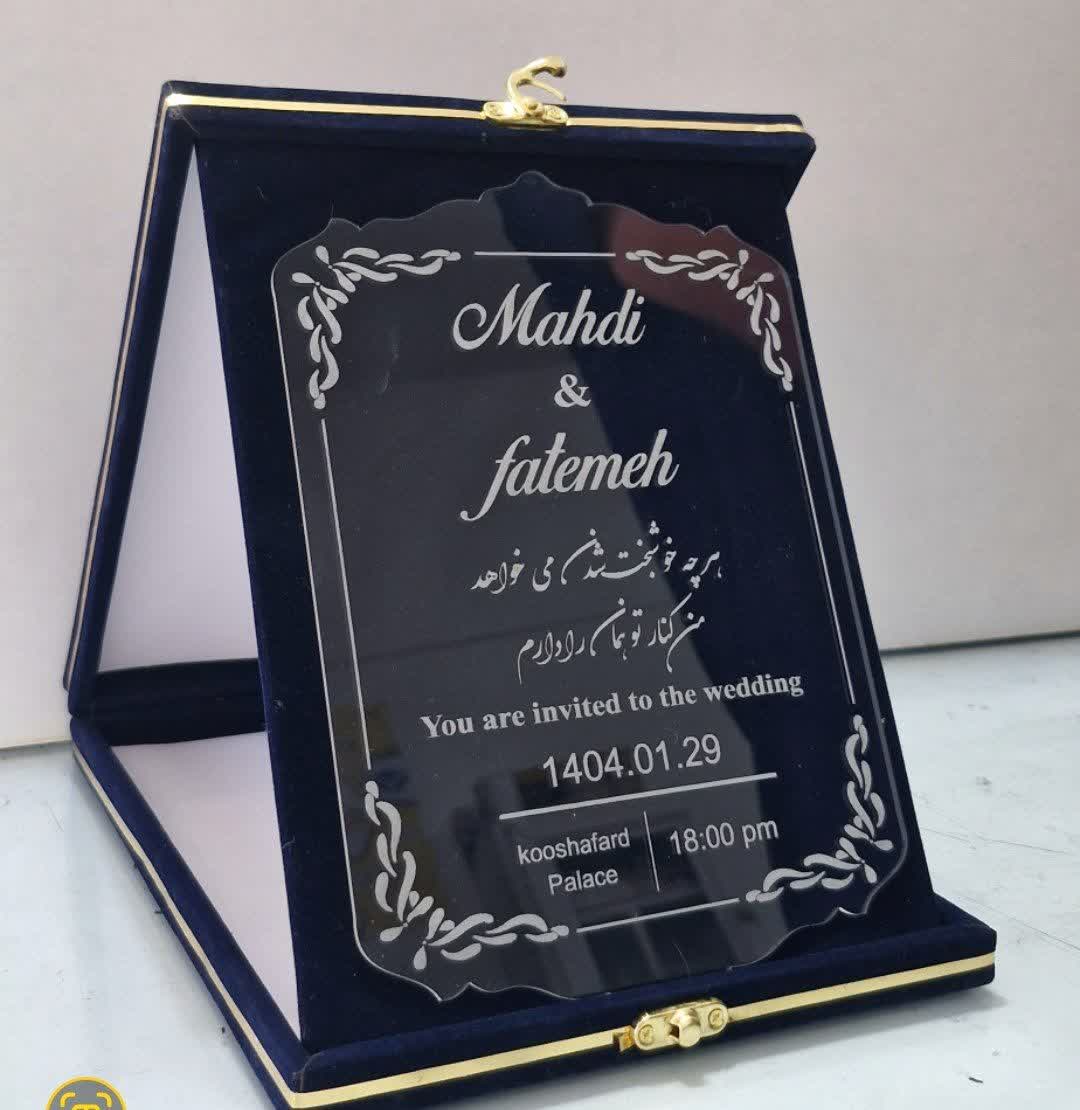 Mahdi
&
fatemeh
هر چه خوشبخت شدن می خواهد
من کنار تو همان را دارم
You are invited to the wedding
1404.01.29
kooshafard
Palace
18:00 pm